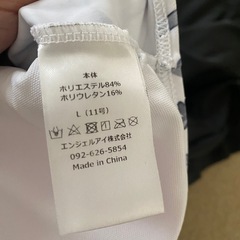 本体
ポリエステル84%
ポリウレタン16%
L（11号）
エンジェルアイ株式会社
092-626-5854
Made in China